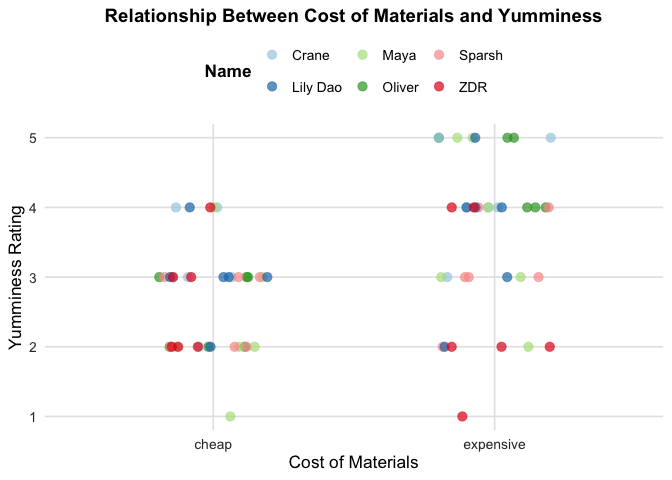 Relationship Between Cost of Materials and Yumminess
Name
Crane Maya Sparsh
Lily Dao Oliver ZDR
Yumminess Rating
5
4
3
2
1
cheap expensive
Cost of Materials